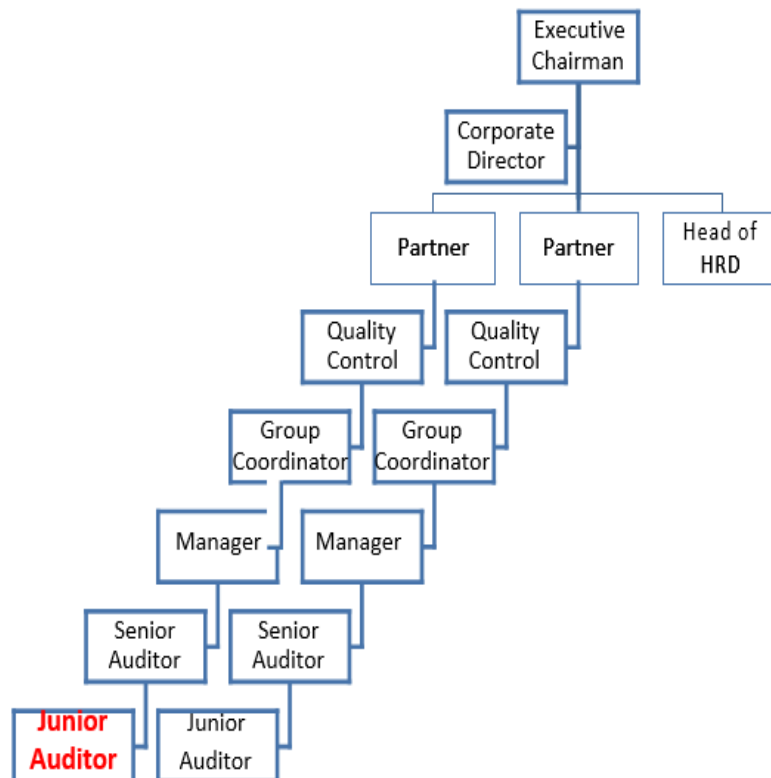 Executive
Chairman
Corporate
Director
Partner
Partner
Head of
HRD
Quality
Control
Quality
Control
Group
Coordinator
Group
Coordinator
Manager
Manager
Senior
Auditor
Senior
Auditor
Junior
Auditor
Junior
Auditor